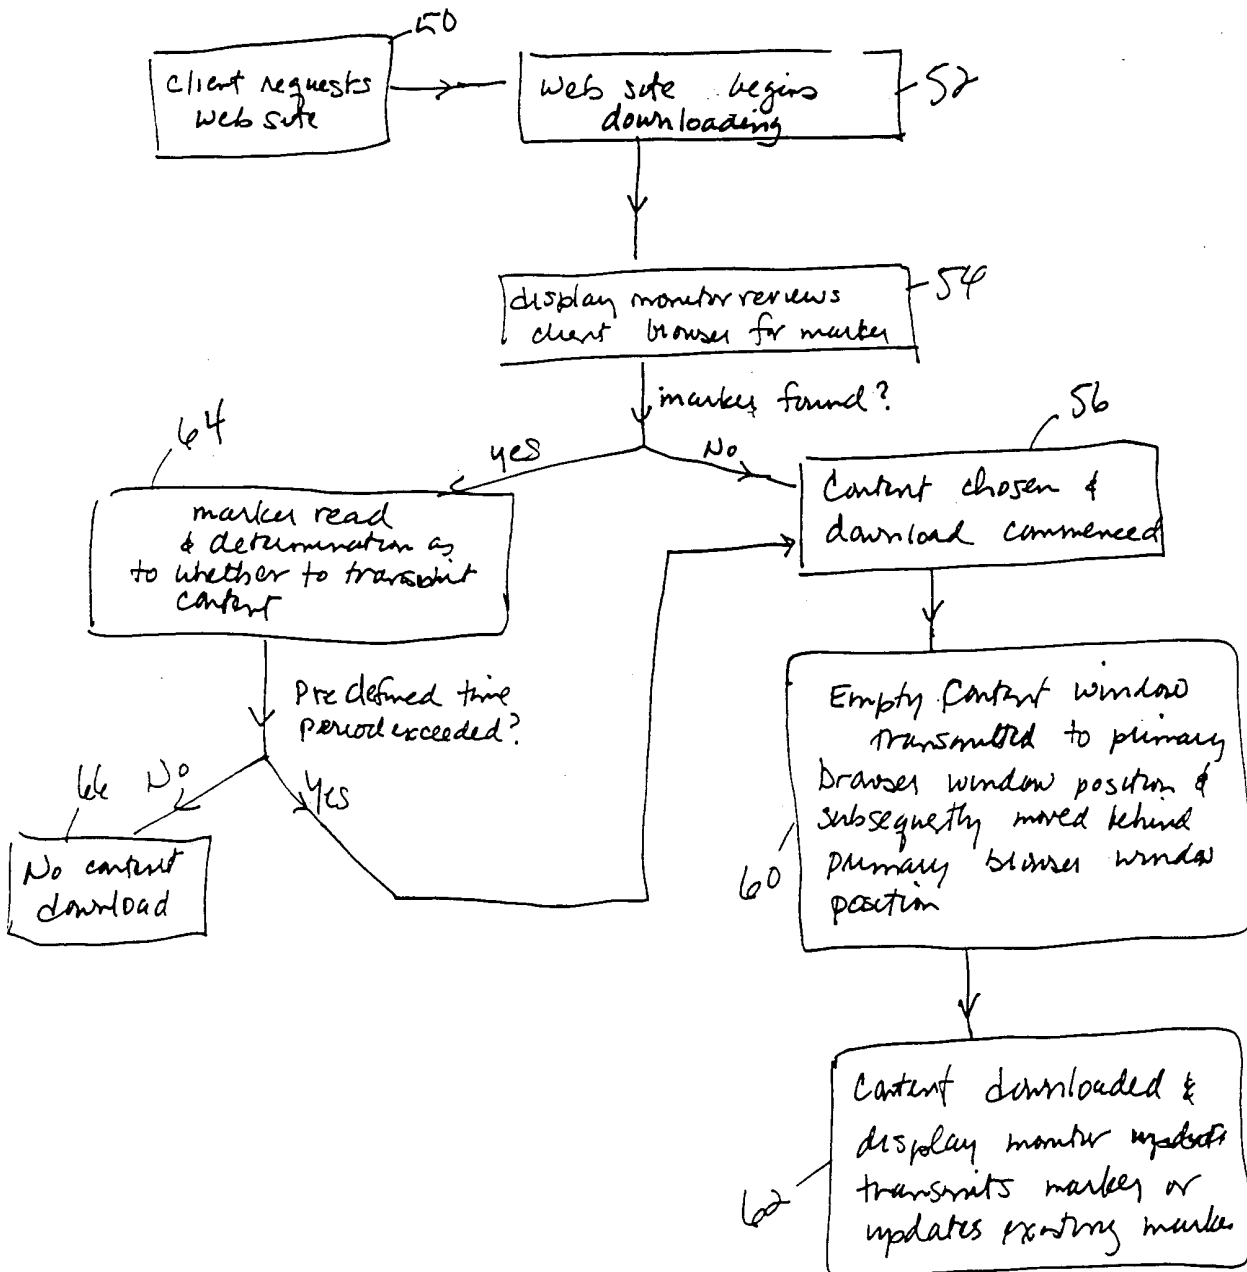 50
client requests
web site
web site begins
downloading
52
display monitor reviews
client browser for marker
54
marker found?
yes
No
64
marker read
& determination as
to whether to transmit
content
56
Content chosen &
download commenced
Predefined time
period exceeded?
No
Yes
66
No content
download
Empty Content window
transmitted to primary
browser window position &
subsequently moved behind
primary browser window
position
60
Content downloaded &
display monitor
transmits marker or
updates existing marker
62